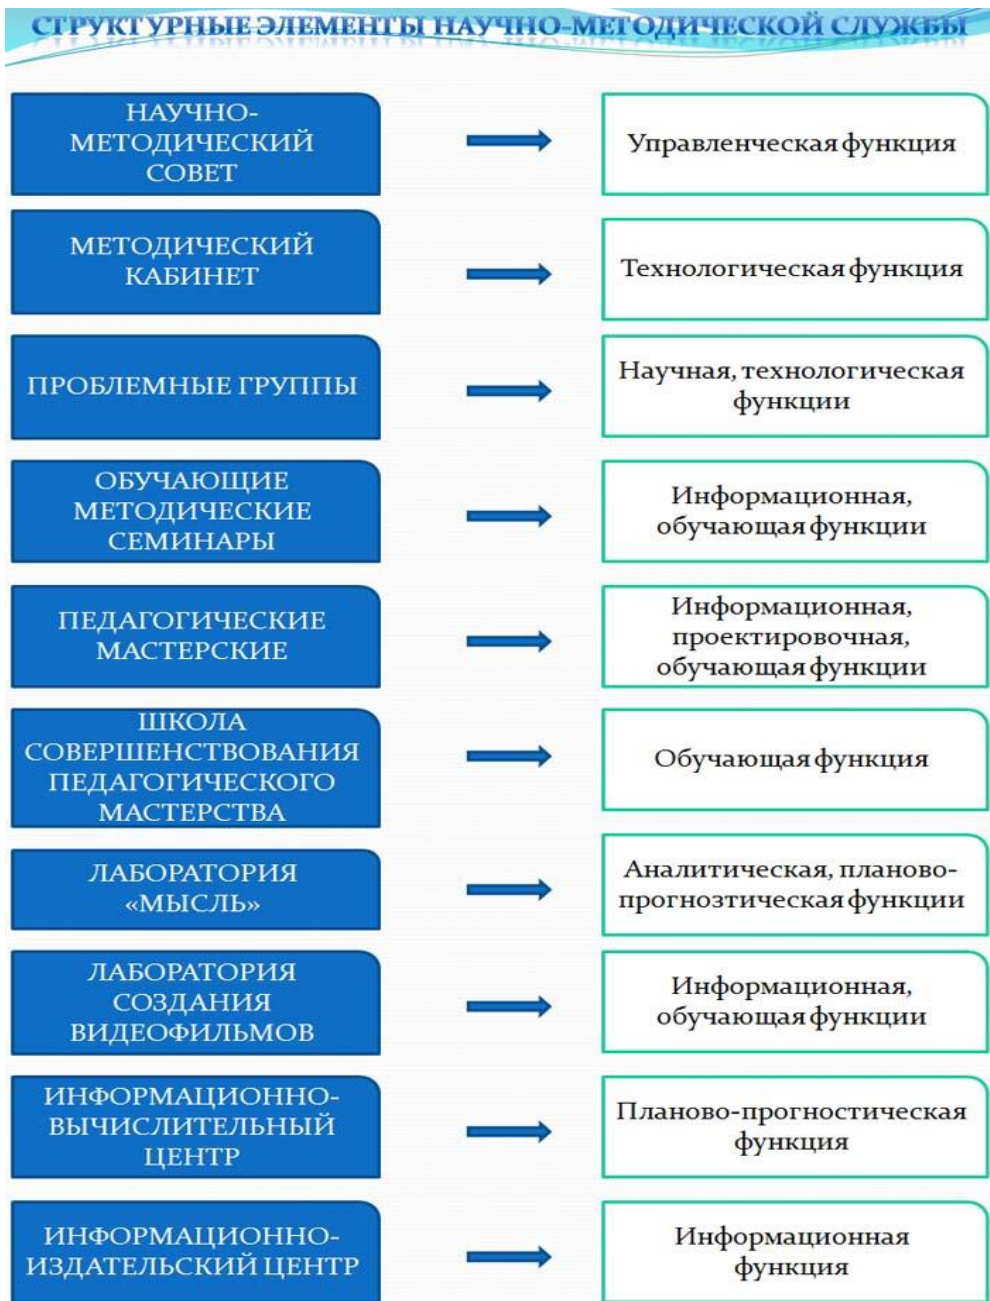 СТРУКТУРНЫЕ ЭЛЕМЕНТЫ НАУЧНО-МЕТОДИЧЕСКОЙ СЛУЖБЫ
НАУЧНО-
МЕТОДИЧЕСКИЙ
СОВЕТ
Управленческая функция
МЕТОДИЧЕСКИЙ
КАБИНЕТ
Технологическая функция
ПРОБЛЕМНЫЕ ГРУППЫ
Научная, технологическая
функции
ОБУЧАЮЩИЕ
МЕТОДИЧЕСКИЕ
СЕМИНАРЫ
Информационная,
обучающая функции
ПЕДАГОГИЧЕСКИЕ
МАСТЕРСКИЕ
Информационная,
проектировочная,
обучающая функции
ШКОЛА
СОВЕРШЕНСТВОВАНИЯ
ПЕДАГОГИЧЕСКОГО
МАСТЕРСТВА
Обучающая функция
ЛАБОРАТОРИЯ
«МЫСЛЬ»
Аналитическая, планово-
прогнозтическая функции
ЛАБОРАТОРИЯ
СОЗДАНИЯ
ВИДЕОФИЛЬМОВ
Информационная,
обучающая функции
ИНФОРМАЦИОННО-
ВЫЧИСЛИТЕЛЬНЫЙ
ЦЕНТР
Планово-прогностическая
функция
ИНФОРМАЦИОННО-
ИЗДАТЕЛЬСКИЙ ЦЕНТР
Информационная
функция